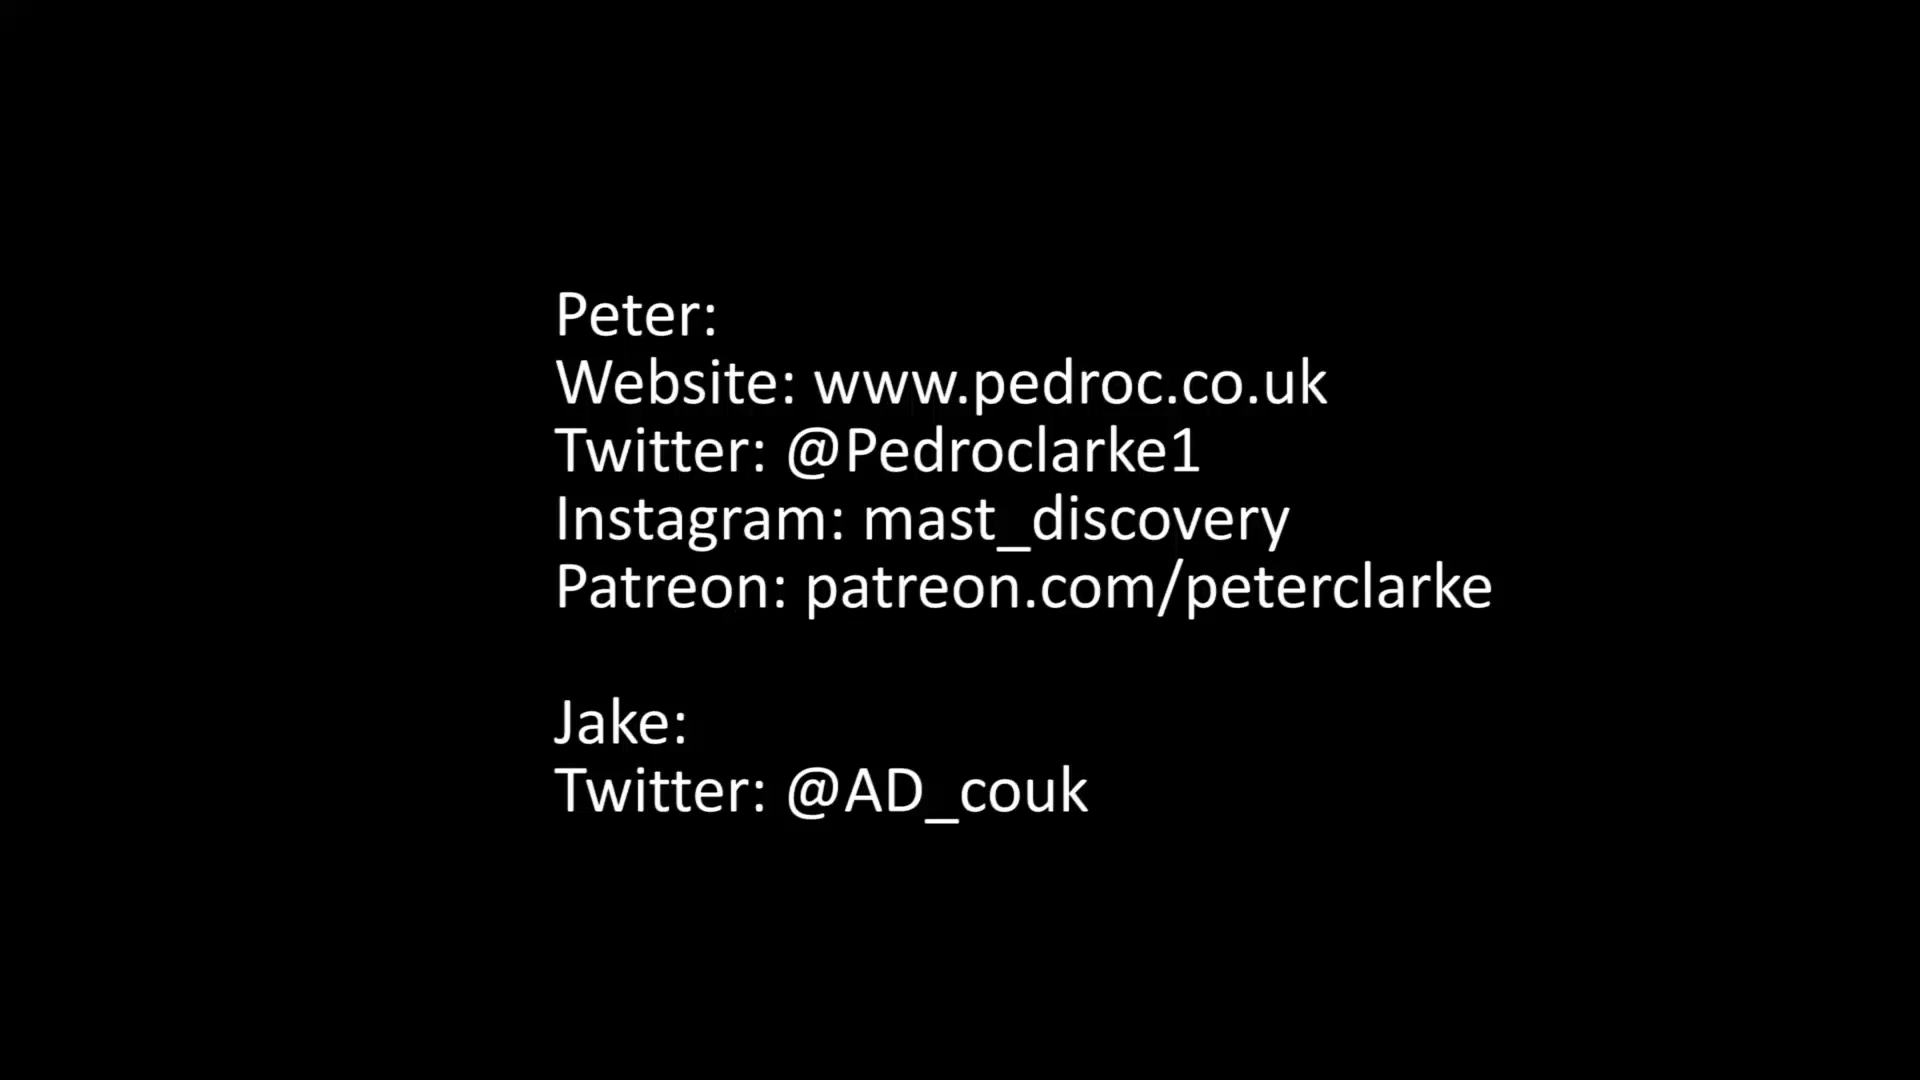 Peter:
Website: www.pedroc.co.uk
Twitter: @Pedroclarke1
Instagram: mast_discovery
Patreon: patreon.com/peterclarke
Jake:
Twitter: @AD_couk